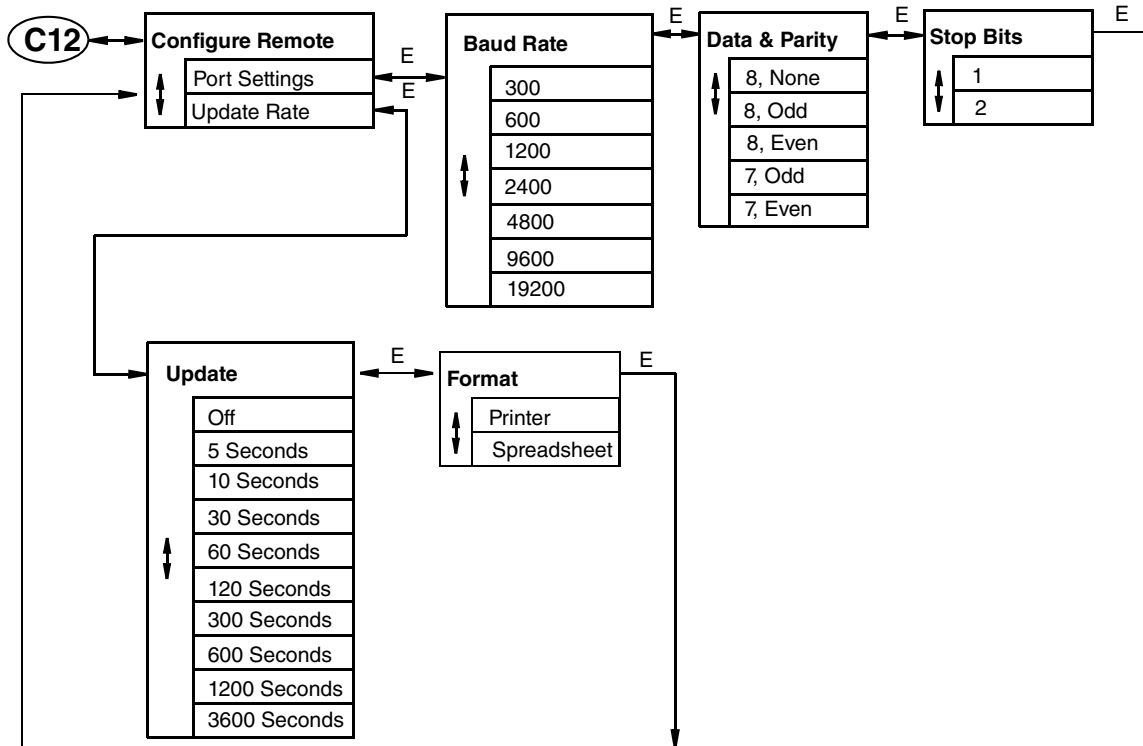 C12
Configure Remote
Port Settings
Update Rate
E
E
Baud Rate
300
600
1200
2400
4800
9600
19200
E
Data & Parity
8, None
8, Odd
8, Even
7, Odd
7, Even
E
Stop Bits
1
2
E
Update
Off
5 Seconds
10 Seconds
30 Seconds
60 Seconds
120 Seconds
300 Seconds
600 Seconds
1200 Seconds
3600 Seconds
E
Format
Printer
Spreadsheet
E